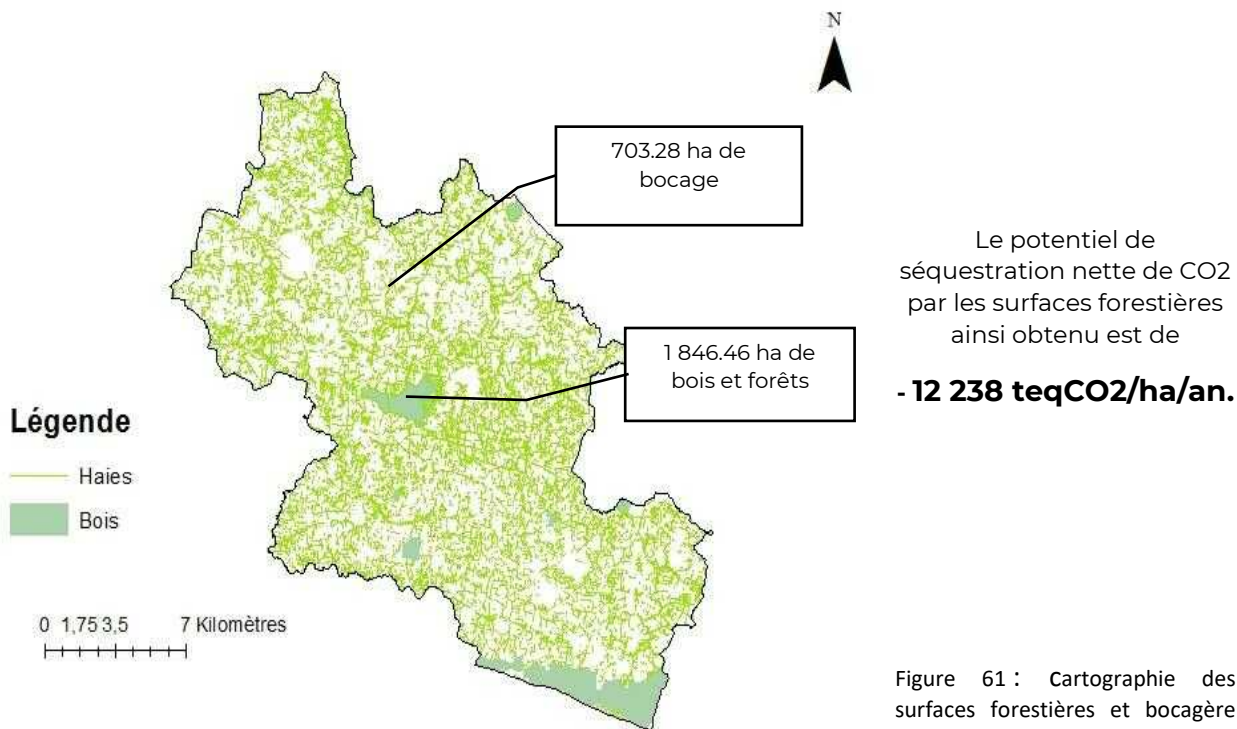 N
703.28 ha de
bocage
Le potentiel de
séquestration nette de CO2
par les surfaces forestières
ainsi obtenu est de
- 12 238 teqCO2/ha/an.
1 846.46 ha de
bois et forêts
Légende
Haies
Bois
0 1,75 3,5 7 Kilomètres
Figure 61 : Cartographie des
surfaces forestières et bocagère